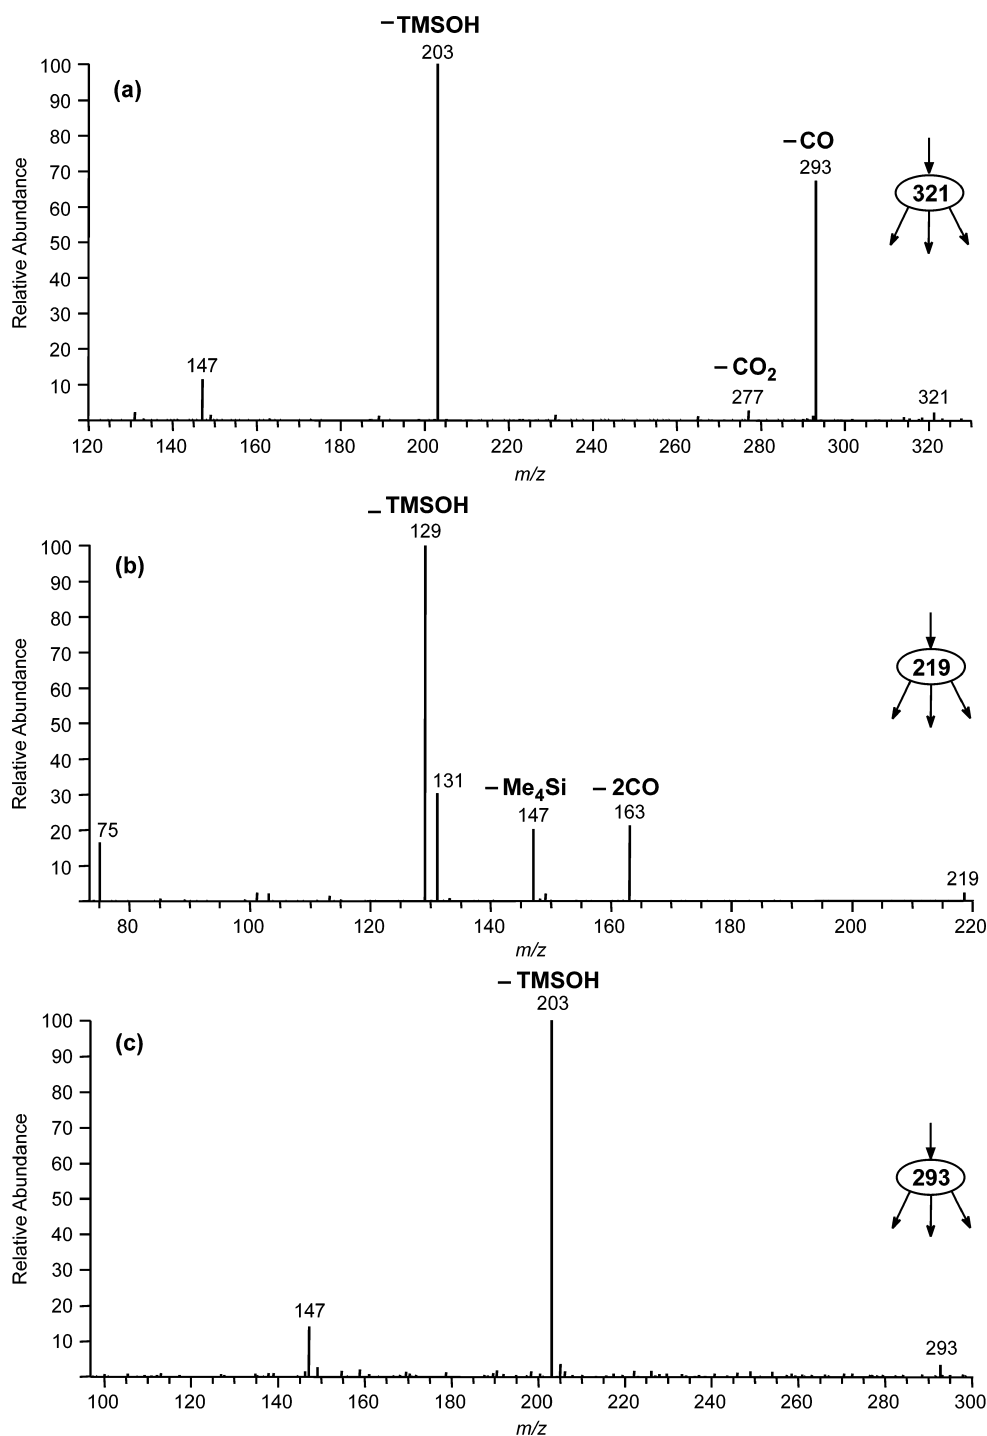 –TMSOH
203
(a)
100
90
80
70
60
50
40
30
20
10
Relative Abundance
–CO
293
321
147
–CO₂
277
321
120 140 160 180 200 220 240 260 280 300 320
m/z
– TMSOH
129
(b)
100
90
80
70
60
50
40
30
20
10
Relative Abundance
219
131
–Me₄Si
147
– 2CO
163
75
219
80 100 120 140 160 180 200 220
m/z
– TMSOH
203
(c)
100
90
80
70
60
50
40
30
20
10
Relative Abundance
293
147
293
100 120 140 160 180 200 220 240 260 280 300
m/z